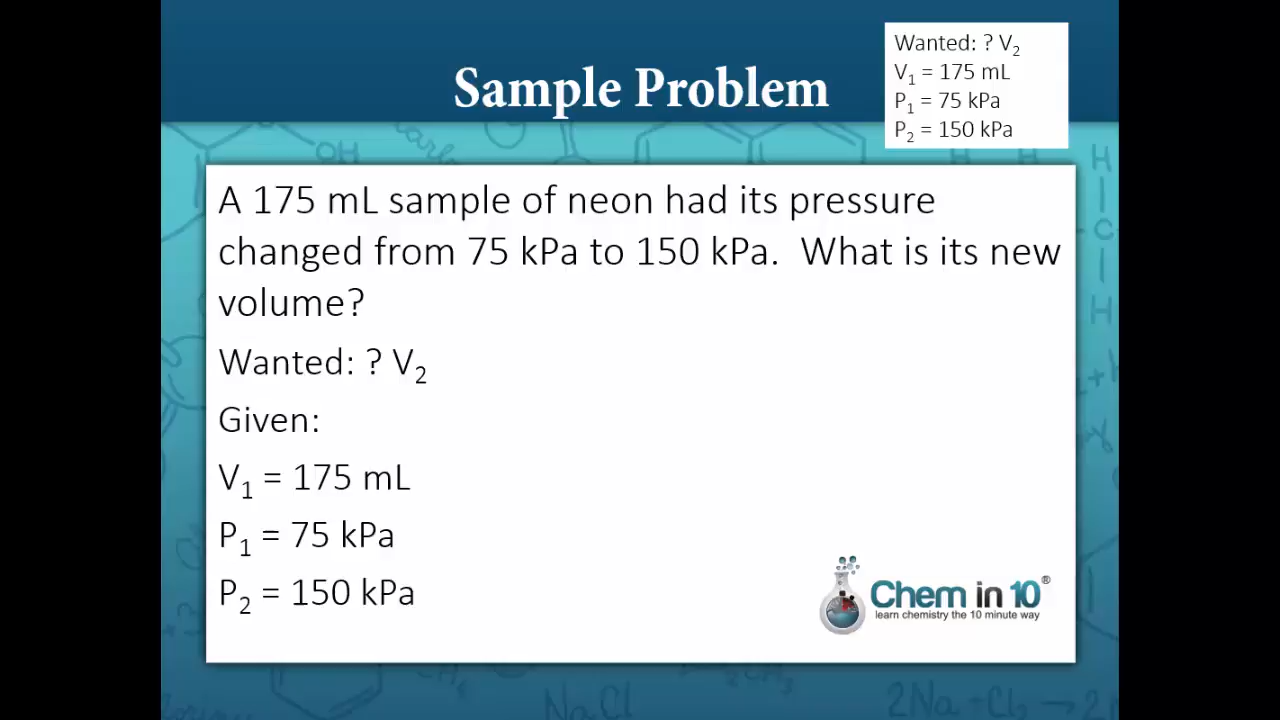 Sample Problem
Wanted: ? V₂
V₁ = 175 mL
P₁ = 75 kPa
P₂ = 150 kPa
A 175 mL sample of neon had its pressure
changed from 75 kPa to 150 kPa. What is its new
volume?
Wanted: ? V₂
Given:
V₁ = 175 mL
P₁ = 75 kPa
P₂ = 150 kPa
Chem in 10®
learn chemistry the 10 minute way
OH
H
C
H
NaCl